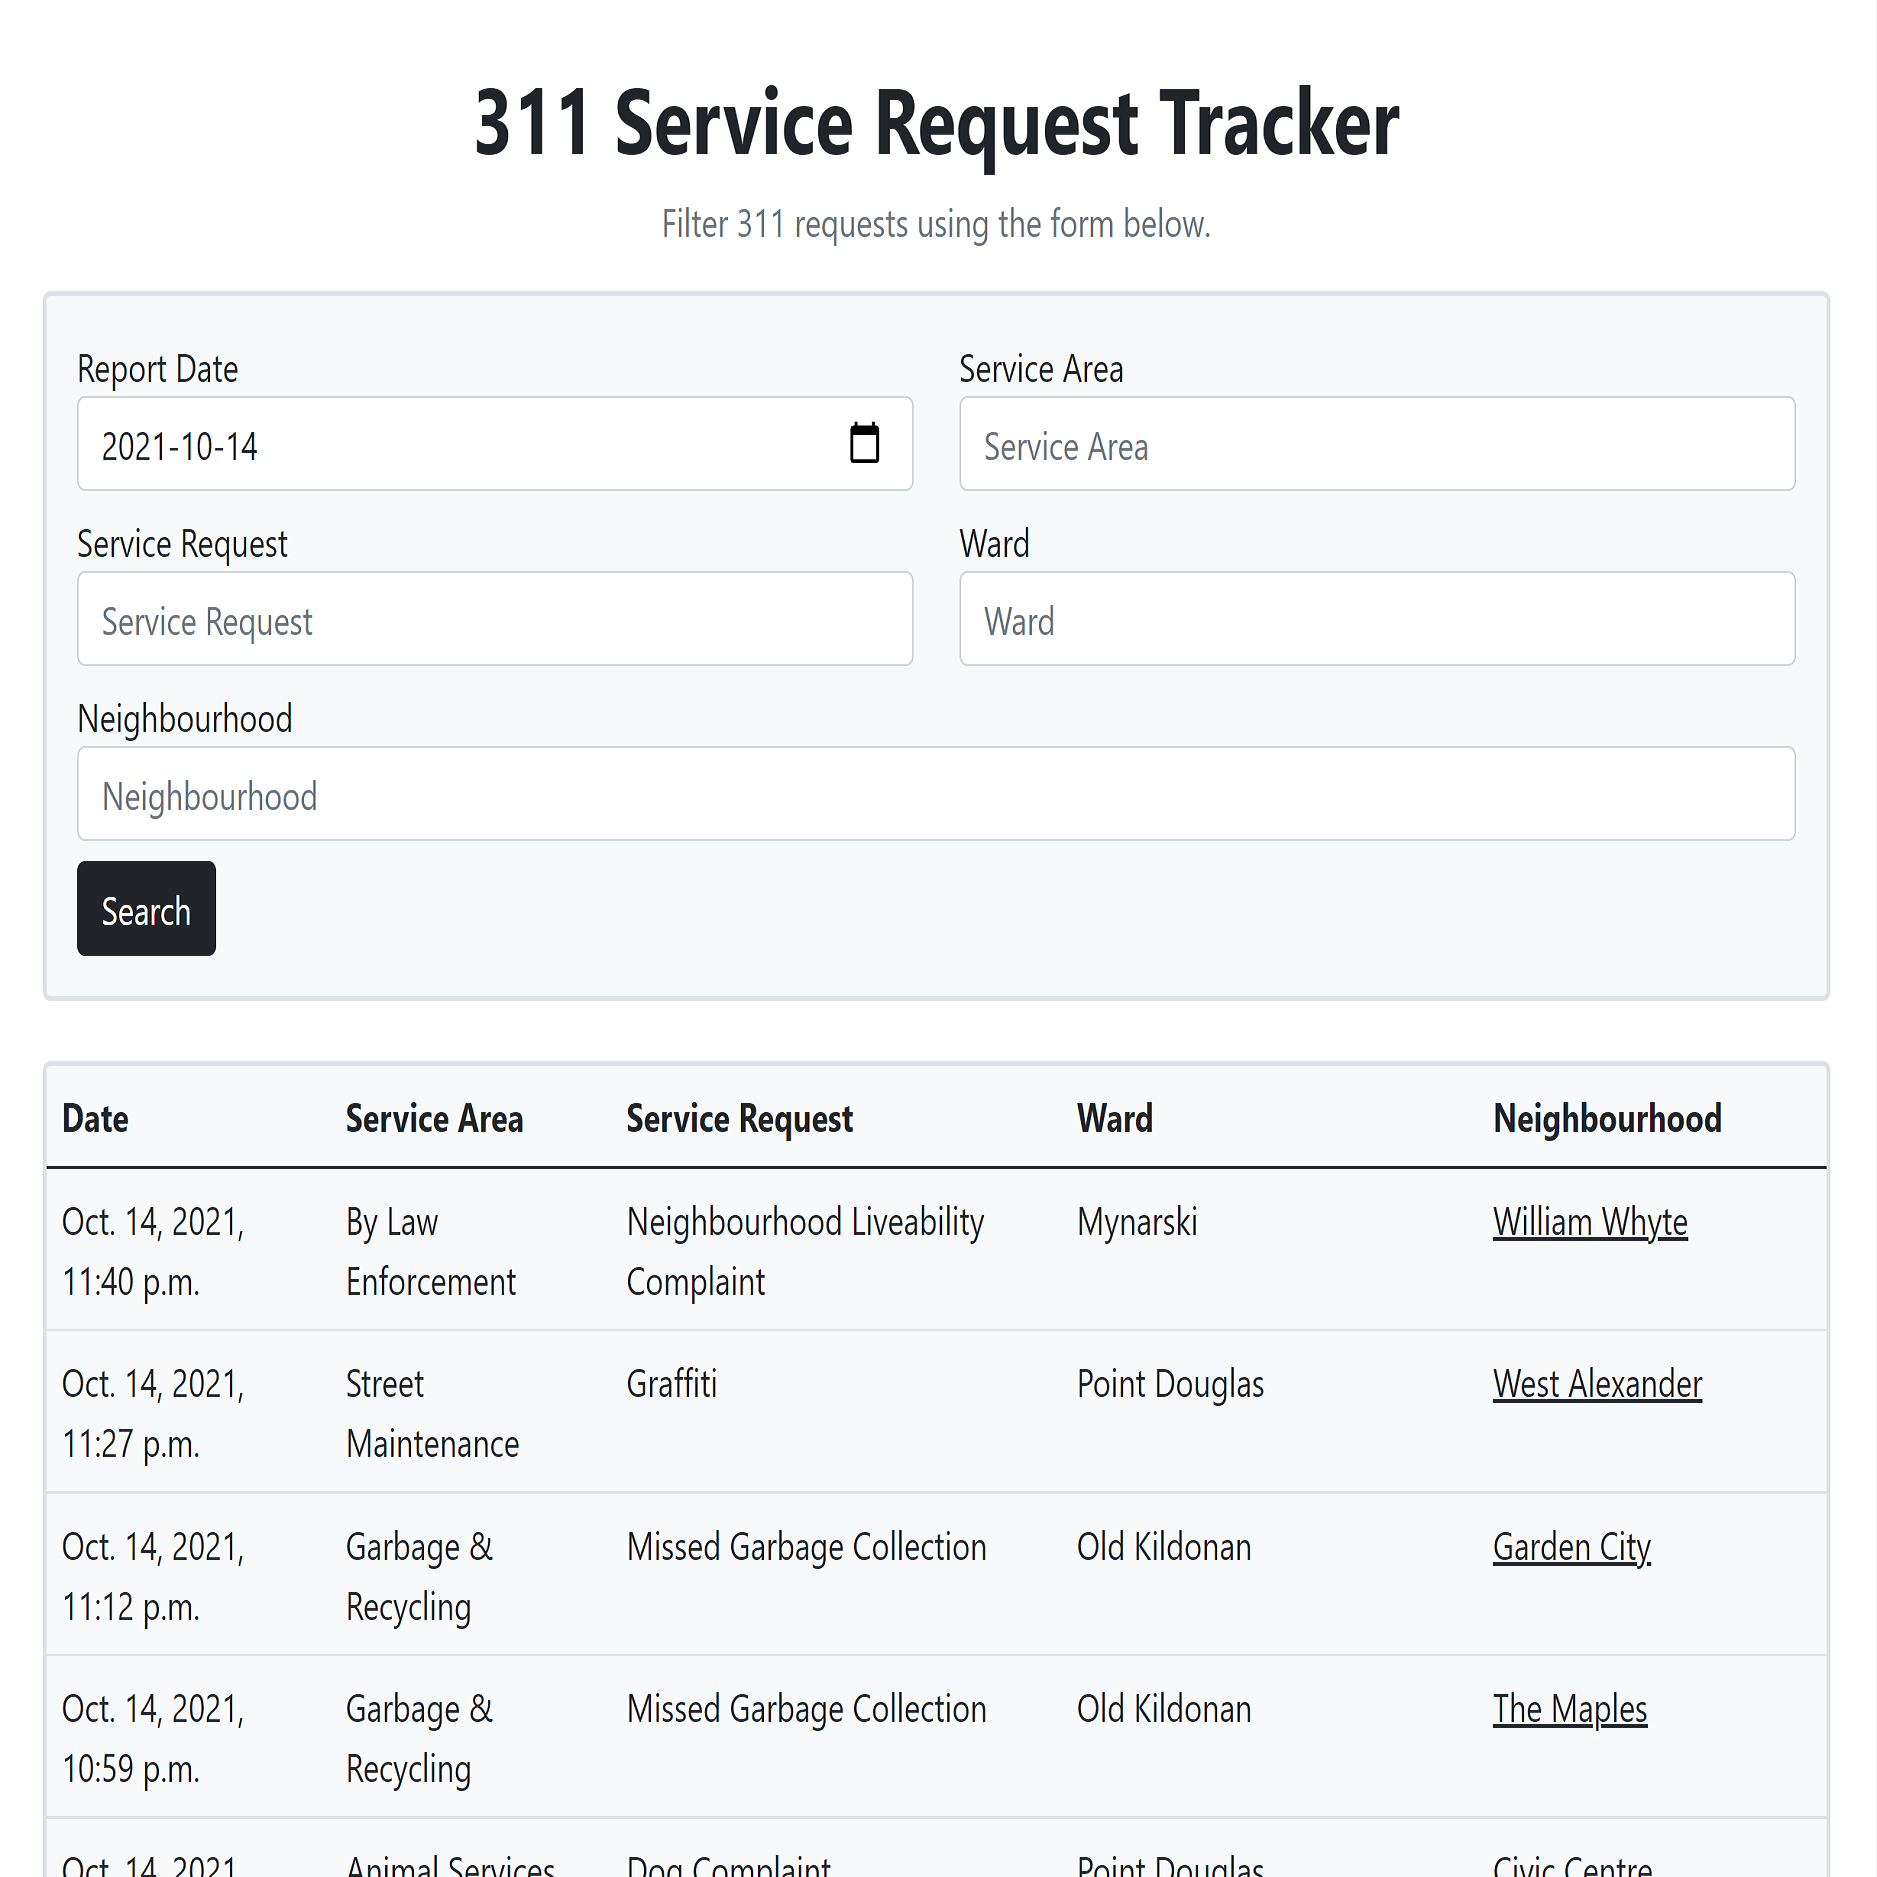 311 Service Request Tracker
Filter 311 requests using the form below.
Report Date
2021-10-14
Service Area
Service Area
Service Request
Service Request
Ward
Ward
Neighbourhood
Neighbourhood
Search
Date Service Area Service Request Ward Neighbourhood
Oct. 14, 2021, By Law Neighbourhood Liveability Mynarski William Whyte
11:40 p.m. Enforcement Complaint
Oct. 14, 2021, Street Graffiti Point Douglas West Alexander
11:27 p.m. Maintenance
Oct. 14, 2021, Garbage & Missed Garbage Collection Old Kildonan Garden City
11:12 p.m. Recycling
Oct. 14, 2021, Garbage & Missed Garbage Collection Old Kildonan The Maples
10:59 p.m. Recycling
Oct. 14, 2021, Animal Services Dog Complaint Point Douglas Civic Centre